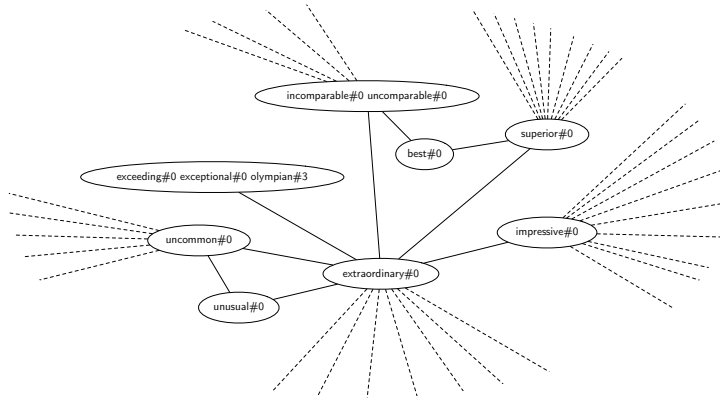 incomparable#0 uncomparable#0
superior#0
best#0
exceeding#0 exceptional#0 olympian#3
uncommon#0
impressive#0
extraordinary#0
unusual#0